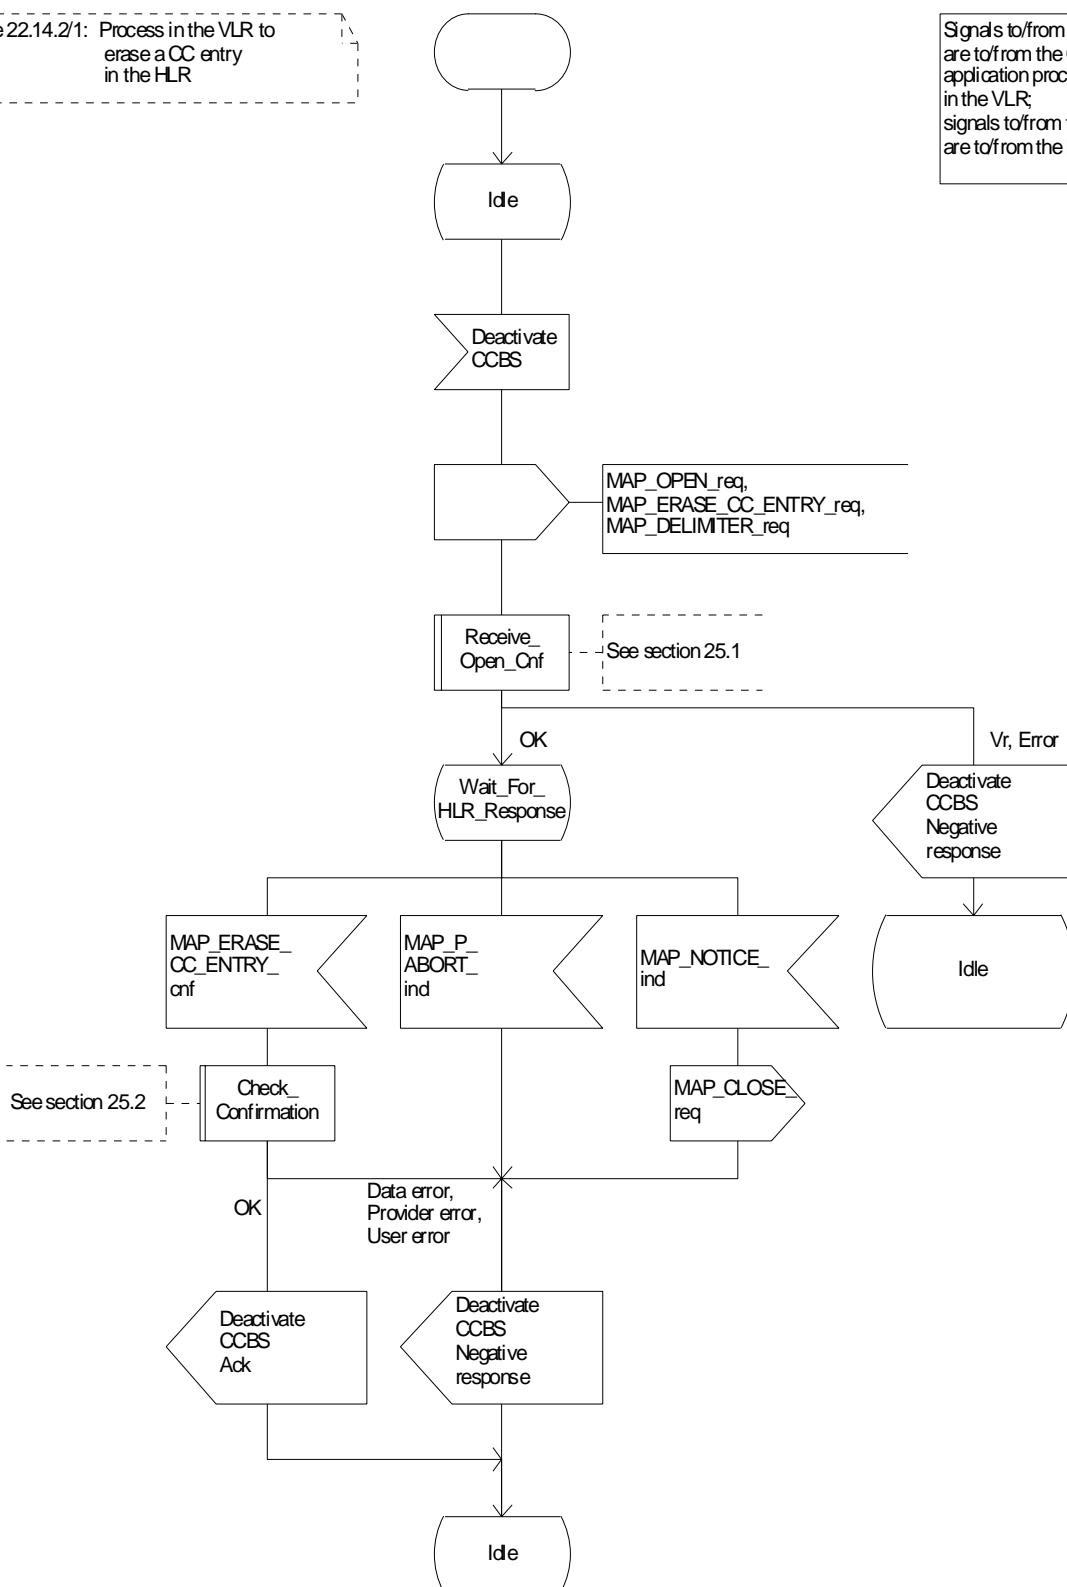 22.14.2/1: Process in the VLR to
erase a CC entry
in the HLR
Signals to/from
are to/from the
application
in the VLR;
signals to/from
are to/from the
Idle
Deactivate
CCBS
MAP_OPEN_req,
MAP_ERASE_CC_ENTRY_req,
MAP_DELIMITER_req
Receive_
Open_Cnf
See section 25.1
OK
Vr, Error
Wait_For_
HLR_Response
Deactivate
CCBS
Negative
response
MAP_ERASE_
CC_ENTRY_
cnf
MAP_P_
ABORT_
ind
MAP_NOTICE_
ind
Idle
See section 25.2
Check_
Confirmation
MAP_CLOSE_
req
OK
Data error,
Provider error,
User error
Deactivate
CCBS
Ack
Deactivate
CCBS
Negative
response
Idle